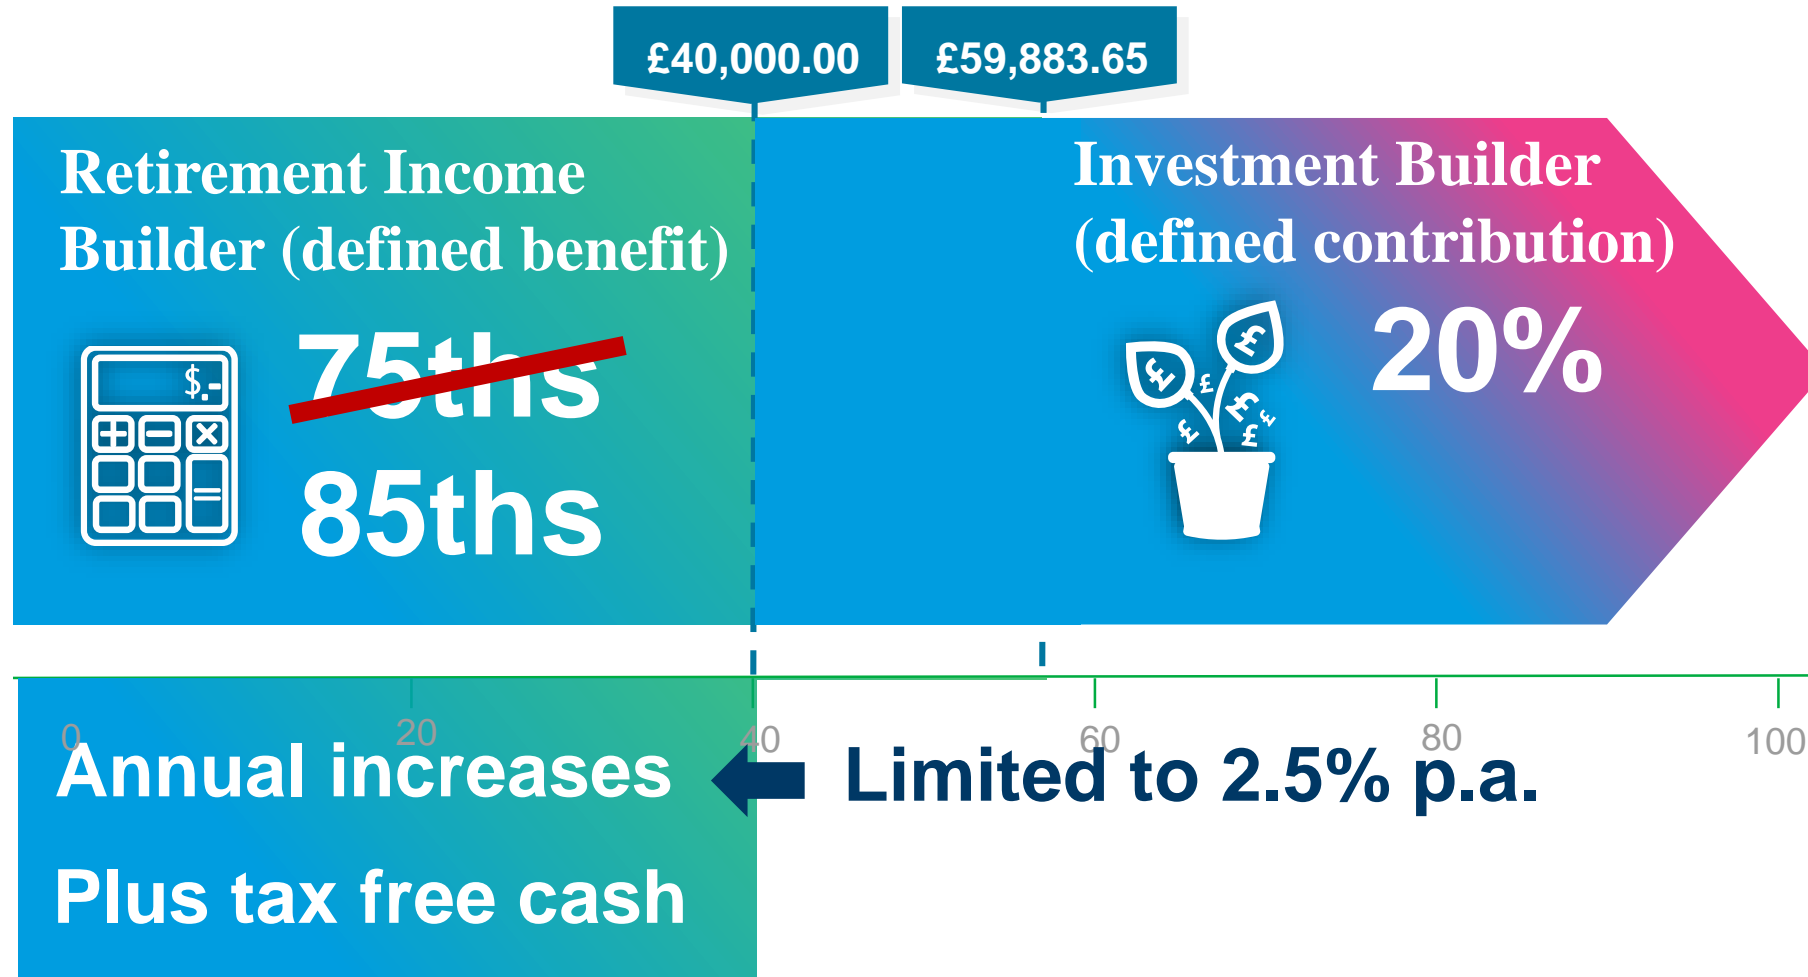 £40,000.00
£59,883.65
Retirement Income
Builder (defined benefit)
75ths
85ths
$.-
Investment Builder
(defined contribution)
20%
£
£
£
£
£
£
£
0
20
40
60
80
100
Annual increases
Limited to 2.5% p.a.
Plus tax free cash